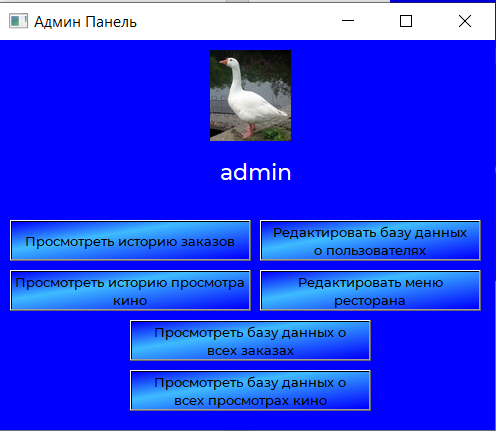 Админ Панель
admin
Просмотреть историю заказов
Редактировать базу данных
о пользователях
Просмотреть историю просмотра
кино
Редактировать меню
ресторана
Просмотреть базу данных о
всех заказах
Просмотреть базу данных о
всех просмотрах кино